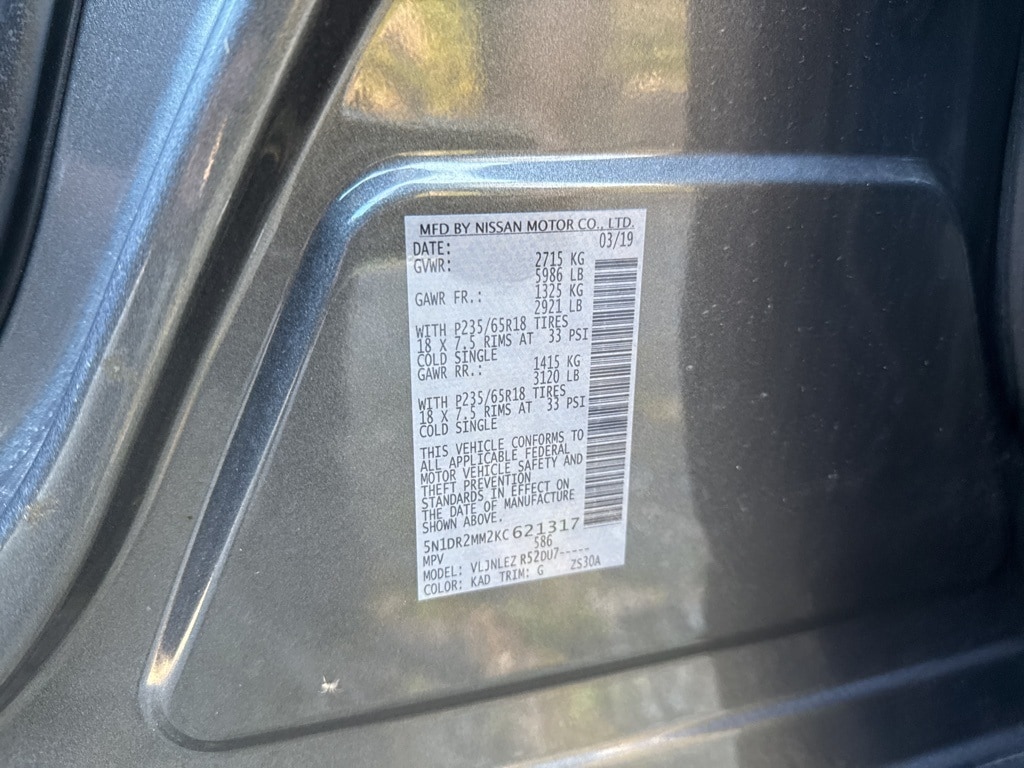 MFD BY NISSAN MOTOR CO., LTD.
DATE: 03/19
GVWR: 2715 KG
5986 LB
GAWR FR.: 1325 KG
2921 LB
WITH P235/65R18 TIRES
18 X 7.5 RIMS AT 33 PSI
COLD SINGLE
GAWR RR.: 1415 KG
3120 LB
WITH P235/65R18 TIRES
18 X 7.5 RIMS AT 33 PSI
COLD SINGLE
THIS VEHICLE CONFORMS TO
ALL APPLICABLE FEDERAL
MOTOR VEHICLE SAFETY AND
THEFT PREVENTION
STANDARDS IN EFFECT ON
THE DATE OF MANUFACTURE
SHOWN ABOVE.
5N1DR2MM2KC621317
MPV 586
MODEL: VLJNLEZ R52DU7-----
COLOR: KAD TRIM: G ZS30A